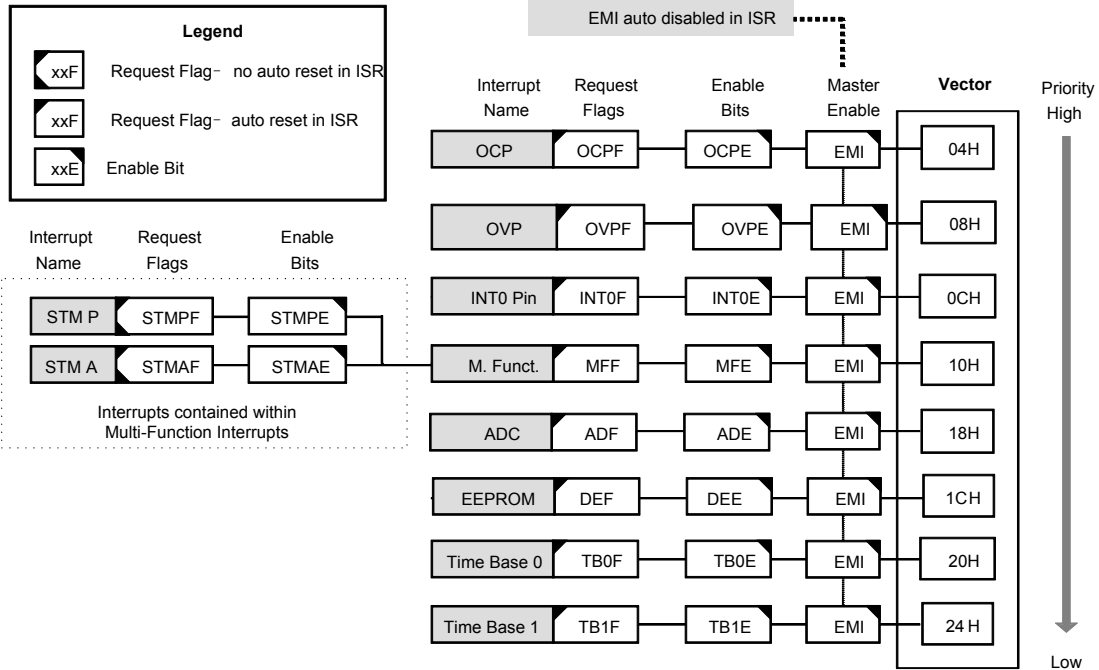 EMI auto disabled in ISR
Legend
xxF Request Flag– no auto reset in ISR
xxF Request Flag– auto reset in ISR
xxE Enable Bit
Interrupt Name Request Flags Enable Bits
STM P STMPF STMPE
STM A STMAF STMAE
Interrupts contained within
Multi-Function Interrupts
Interrupt Name Request Flags Enable Bits Master Enable Vector Priority High
OCP OCPF OCPE EMI 04H
OVP OVPF OVPE EMI 08H
INT0 Pin INT0F INT0E EMI 0CH
M. Funct. MFF MFE EMI 10H
ADC ADF ADE EMI 18H
EEPROM DEF DEE EMI 1CH
Time Base 0 TB0F TB0E EMI 20H
Time Base 1 TB1F TB1E EMI 24 H
Low